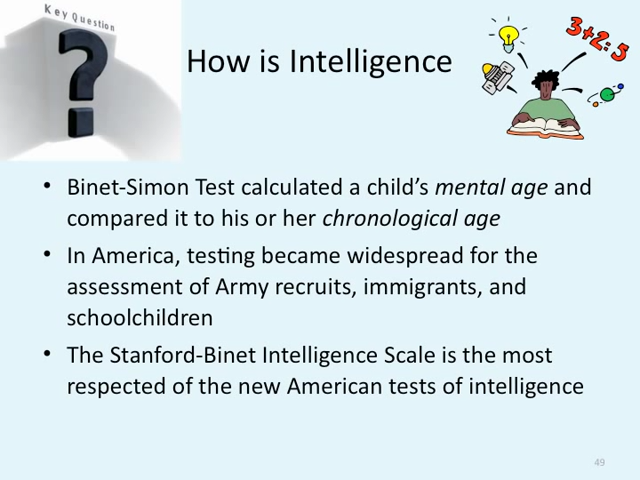 Key Question
How is Intelligence
3+2=5
• Binet-Simon Test calculated a child's mental age and
compared it to his or her chronological age
• In America, testing became widespread for the
assessment of Army recruits, immigrants, and
schoolchildren
• The Stanford-Binet Intelligence Scale is the most
respected of the new American tests of intelligence
49